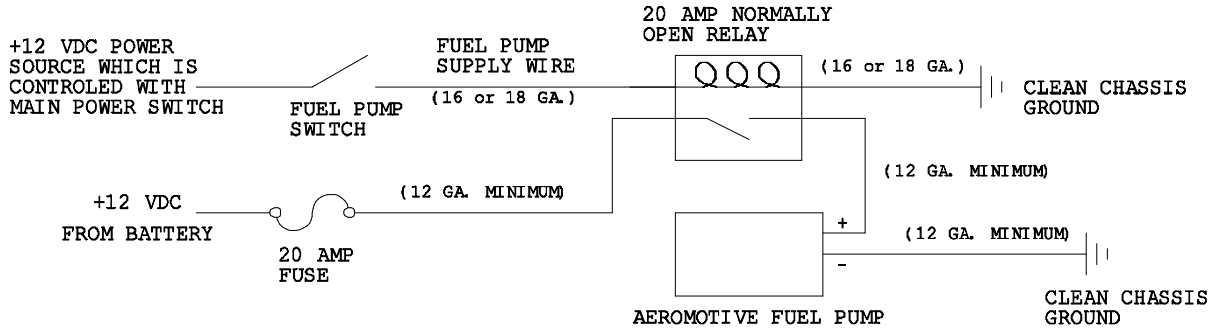 +12 VDC POWER
SOURCE WHICH IS
CONTROLED WITH
MAIN POWER SWITCH
FUEL PUMP
SWITCH
FUEL PUMP
SUPPLY WIRE
(16 or 18 GA.)
20 AMP NORMALLY
OPEN RELAY
(16 or 18 GA.)
CLEAN CHASSIS
GROUND
+12 VDC
FROM BATTERY
20 AMP
FUSE
(12 GA. MINIMUM)
(12 GA. MINIMUM)
+
-
(12 GA. MINIMUM)
CLEAN CHASSIS
GROUND
AEROMOTIVE FUEL PUMP